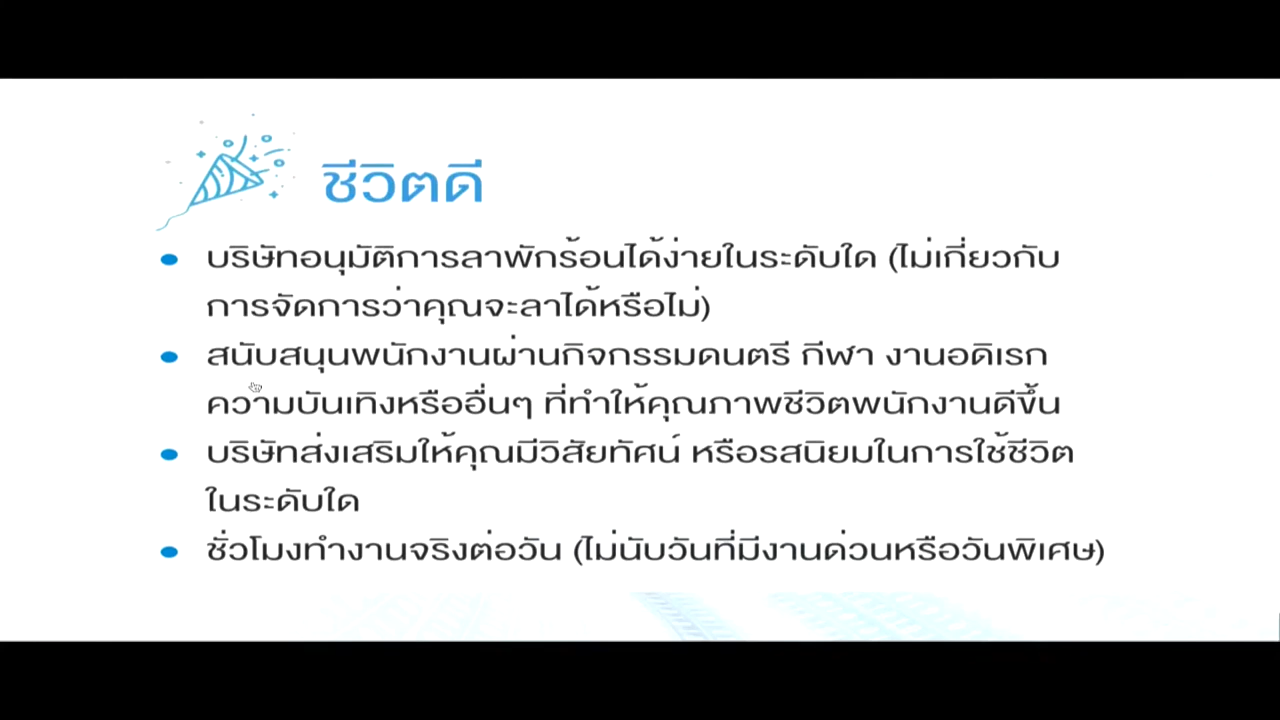 ชีวิตดี
บริษัทอนุมัติการลาพักร้อนได้ง่ายในระดับใด (ไม่เกี่ยวกับ
การจัดการว่าคุณจะลาได้หรือไม่)
สนับสนุนพนักงานผ่านกิจกรรมดนตรี กีฬา งานอดิเรก
ความบันเทิงหรืออื่นๆ ที่ทำให้คุณภาพชีวิตพนักงานดีขึ้น
บริษัทส่งเสริมให้คุณมีวิสัยทัศน์ หรือรสนิยมในการใช้ชีวิต
ในระดับใด
ชั่วโมงทำงานจริงต่อวัน (ไม่นับวันที่มีงานด่วนหรือวันพิเศษ)